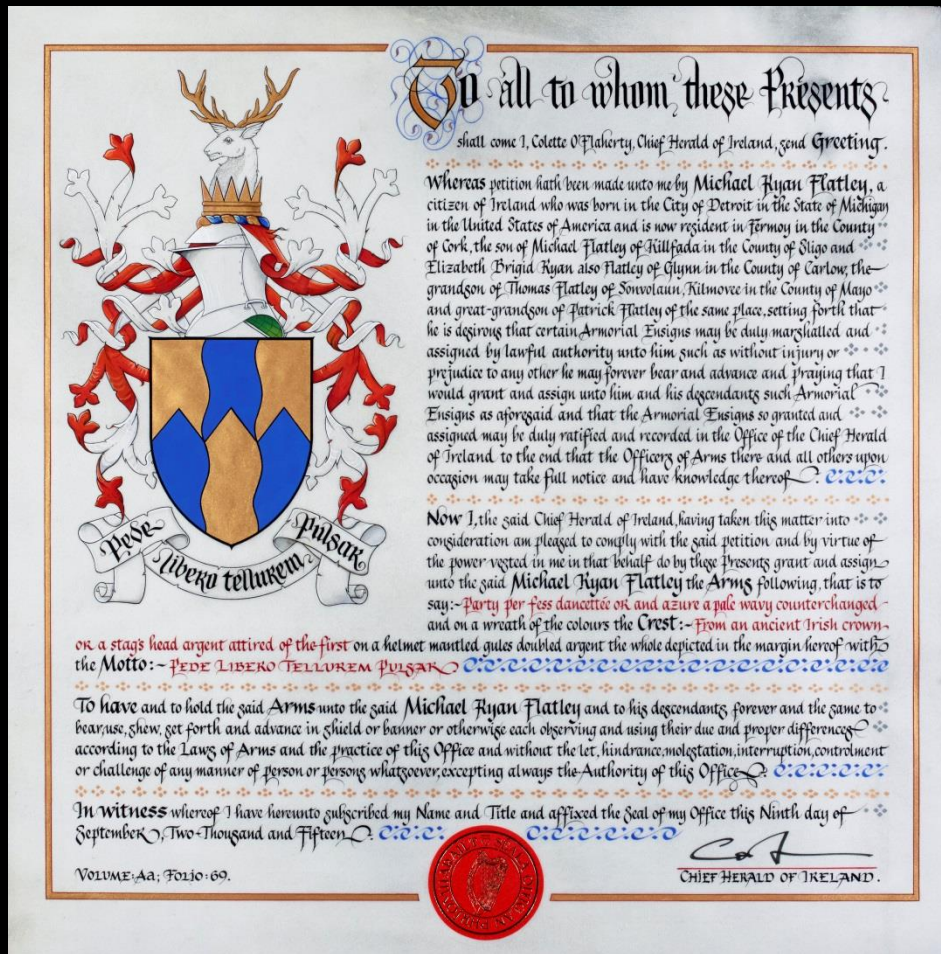 To all to whom these Presents
shall come I, Colette O'Flaherty, Chief Herald of Ireland, send Greeting.
Whereas petition hath been made unto me by Michael Ryan Flatley, a
citizen of Ireland who was born in the City of Detroit in the State of Michigan
in the United States of America and is now resident in Fermoy in the County
of Cork, the son of Michael Flatley of Killfada in the County of Sligo and
Elizabeth Brigid Ryan also Flatley of Glynn in the County of Carlow, the
grandson of Thomas Flatley of Sonvolaun, Kilmovee in the County of Mayo
and great-grandson of Patrick Flatley of the same place, setting forth that
he is desirous that certain Armorial Ensigns may be duly marshalled and
assigned by lawful authority unto him such as without injury or
prejudice to any other he may forever bear and advance and praying that I
would grant and assign unto him and his descendants such Armorial
Ensigns as aforesaid and that the Armorial Ensigns so granted and
assigned may be duly ratified and recorded in the Office of the Chief Herald
of Ireland to the end that the Officers of Arms there and all others upon
occasion may take full notice and have knowledge thereof.
Pede libero tellurem Pulsar
Now I, the said Chief Herald of Ireland, having taken this matter into
consideration am pleased to comply with the said petition and by virtue of
the power vested in me in that behalf do by these Presents grant and assign
unto the said Michael Ryan Flatley the Arms following, that is to
say:~ Party per fess dancettée or and azure a pale wavy counterchanged
and on a wreath of the colours the Crest:~ From an ancient Irish crown
or a stag's head argent attired of the first on a helmet mantled gules doubled argent the whole depicted in the margin hereof with
the Motto:~ PEDE LIBERO TELLUREM PULSAR
To have and to hold the said Arms unto the said Michael Ryan Flatley and to his descendants forever and the same to
bear, use, shew, set forth and advance in shield or banner or otherwise each observing and using their due and proper differences
according to the Laws of Arms and the practice of this Office and without the let, hindrance, molestation, interruption, controlment
or challenge of any manner of person or persons whatsoever, excepting always the Authority of this Office.
In witness whereof I have hereunto subscribed my Name and Title and affixed the Seal of my Office this Ninth day of
September, Two Thousand and Fifteen.
VOLUME: Aa; FOLIO: 69.
CHIEF HERALD OF IRELAND.